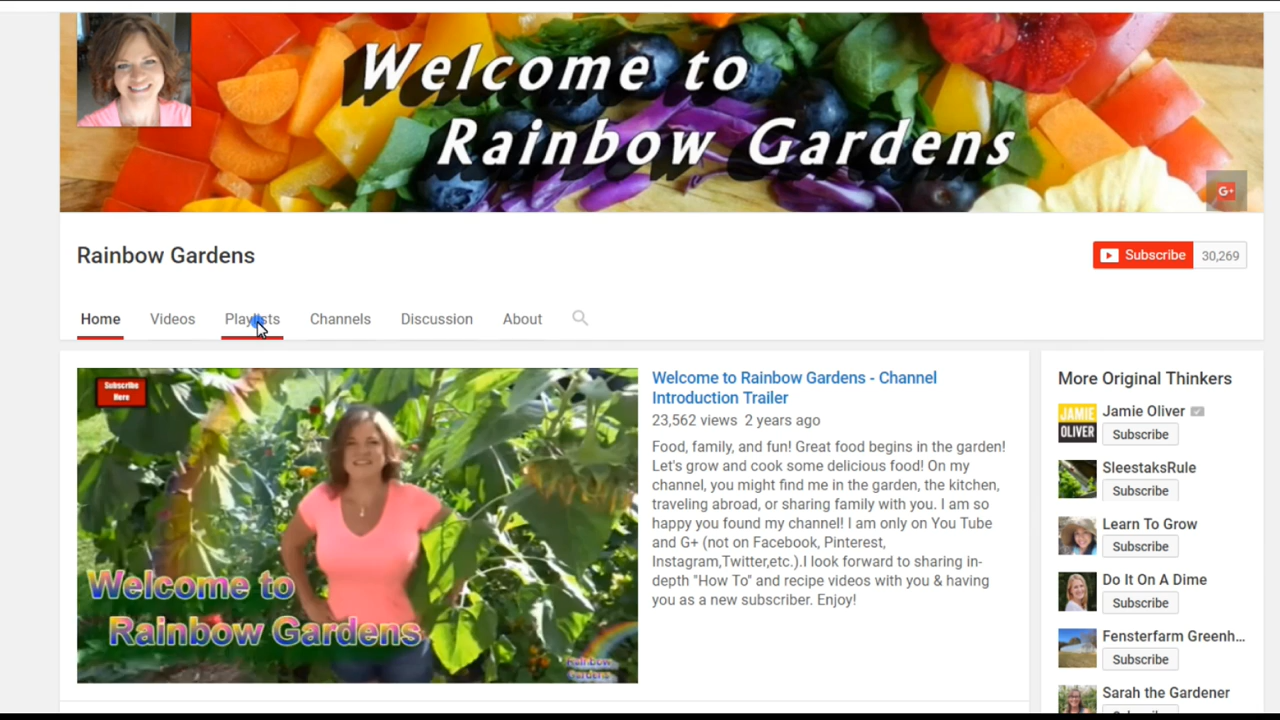 Welcome to
Rainbow Gardens
G+
Rainbow Gardens
Subscribe 30,269
Home Videos Playlists Channels Discussion About
Subscribe
Here
Welcome to
Rainbow Gardens
Rainbow
Gardens
Welcome to Rainbow Gardens - Channel
Introduction Trailer
23,562 views 2 years ago
Food, family, and fun! Great food begins in the garden!
Let's grow and cook some delicious food! On my
channel, you might find me in the garden, the kitchen,
traveling abroad, or sharing family with you. I am so
happy you found my channel! I am only on You Tube
and G+ (not on Facebook, Pinterest,
Instagram,Twitter,etc.).I look forward to sharing in-
depth "How To" and recipe videos with you & having
you as a new subscriber. Enjoy!
More Original Thinkers
JAMIE
OLIVER
Jamie Oliver
Subscribe
SleestaksRule
Subscribe
Learn To Grow
Subscribe
Do It On A Dime
Subscribe
Fensterfarm Greenh...
Subscribe
Sarah the Gardener
Subscribe